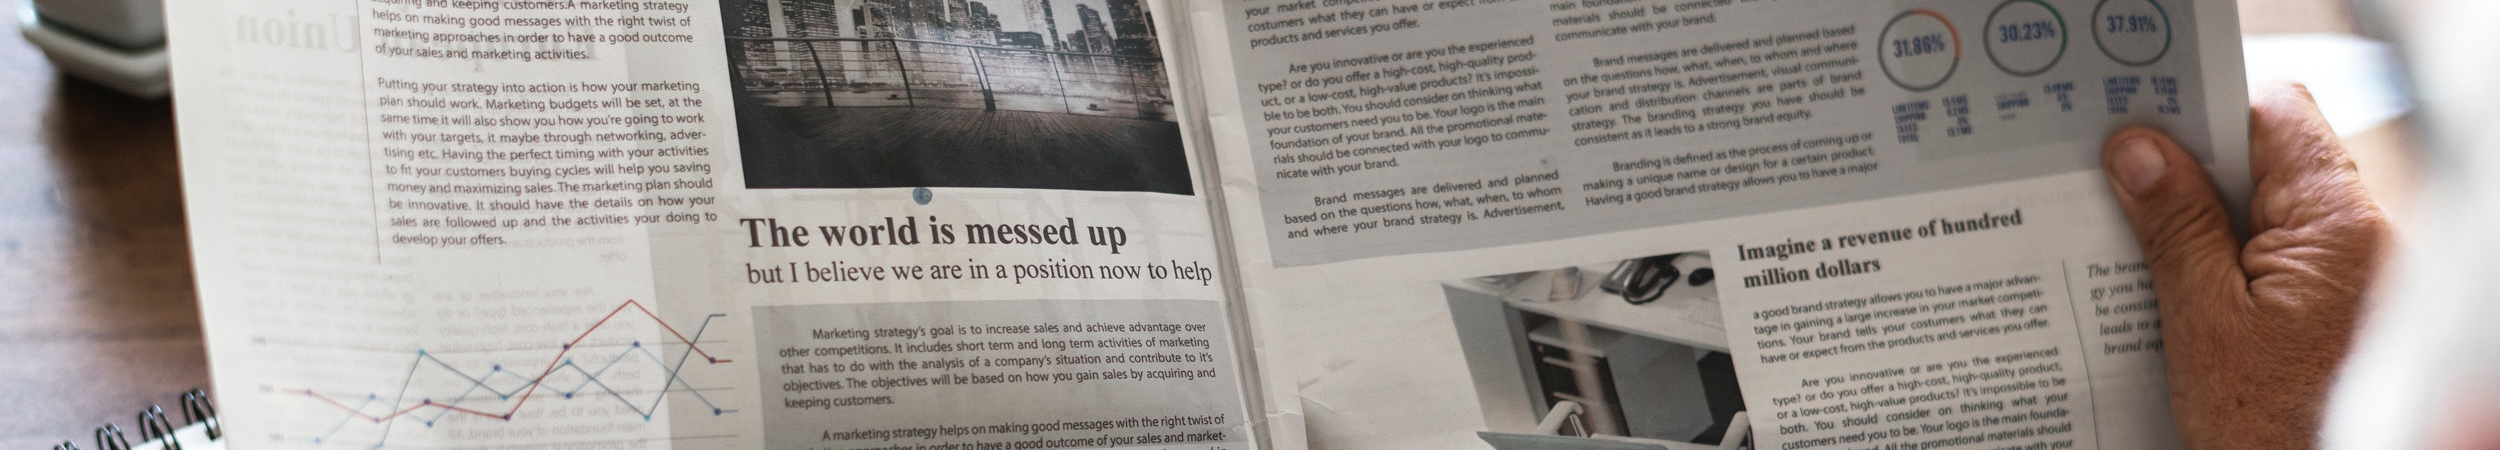 Union
acquiring and keeping customers.A marketing strategy
helps on making good messages with the right twist of
marketing approaches in order to have a good outcome
of your sales and marketing activities.
Putting your strategy into action is how your marketing
plan should work. Marketing budgets will be set, at the
same time it will also show you how you're going to work
with your targets, it maybe through networking, adver-
tising etc. Having the perfect timing with your activities
to fit your customers buying cycles will help you saving
money and maximizing sales. The marketing plan should
be innovative. It should have the details on how your
sales are followed up and the activities your doing to
develop your offers.
The world is messed up
but I believe we are in a position now to help
Marketing strategy's goal is to increase sales and achieve advantage over
other competitions. It includes short term and long term activities of marketing
that has to do with the analysis of a company's situation and contribute to it's
objectives. The objectives will be based on how you gain sales by acquiring and
keeping customers.
A marketing strategy helps on making good messages with the right twist of
approaches in order to have a good outcome of your sales and market-
your market
costumers what they can have or expect from
products and services you offer.
Are you innovative or are you the experienced
type? or do you offer a high-cost, high-quality prod-
uct, or a low-cost, high-value products? It's impossi-
ble to be both. You should consider on thinking what
your customers need you to be. Your logo is the main
foundation of your brand. All the promotional mate-
rials should be connected with your logo to commu-
nicate with your brand.
Brand messages are delivered and planned
based on the questions how, what, when, to whom
and where your brand strategy is. Advertisement,
main
materials should be connected
communicate with your brand.
Brand messages are delivered and planned based
on the questions how, what, when, to whom and where
your brand strategy is. Advertisement, visual communi-
cation and distribution channels are parts of brand
strategy. The branding strategy you have should be
consistent as it leads to a strong brand equity.
Branding is defined as the process of coming up or
making a unique name or design for a certain product.
Having a good brand strategy allows you to have a major
31.86%
30.23%
37.91%
Imagine a revenue of hundred
million dollars
a good brand strategy allows you to have a major advan-
tage in gaining a large increase in your market competi-
tions. Your brand tells your costumers what they can
have or expect from the products and services you offer.
Are you innovative or are you the experienced
type? or do you offer a high-cost, high-quality product,
or a low-cost, high-value products? It's impossible to be
both. You should consider on thinking what your
customers need you to be. Your logo is the main founda-
tion of your brand. All the promotional materials should
with your
The bran
gy you ha
be consist
leads to a
brand eq